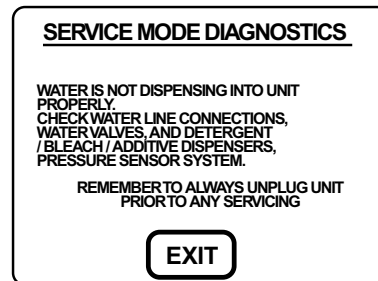 SERVICE MODE DIAGNOSTICS
WATER IS NOT DISPENSING INTO UNIT
PROPERLY.
CHECK WATER LINE CONNECTIONS,
WATER VALVES, AND DETERGENT
/ BLEACH / ADDITIVE DISPENSERS,
PRESSURE SENSOR SYSTEM.
REMEMBER TO ALWAYS UNPLUG UNIT
PRIOR TO ANY SERVICING
EXIT